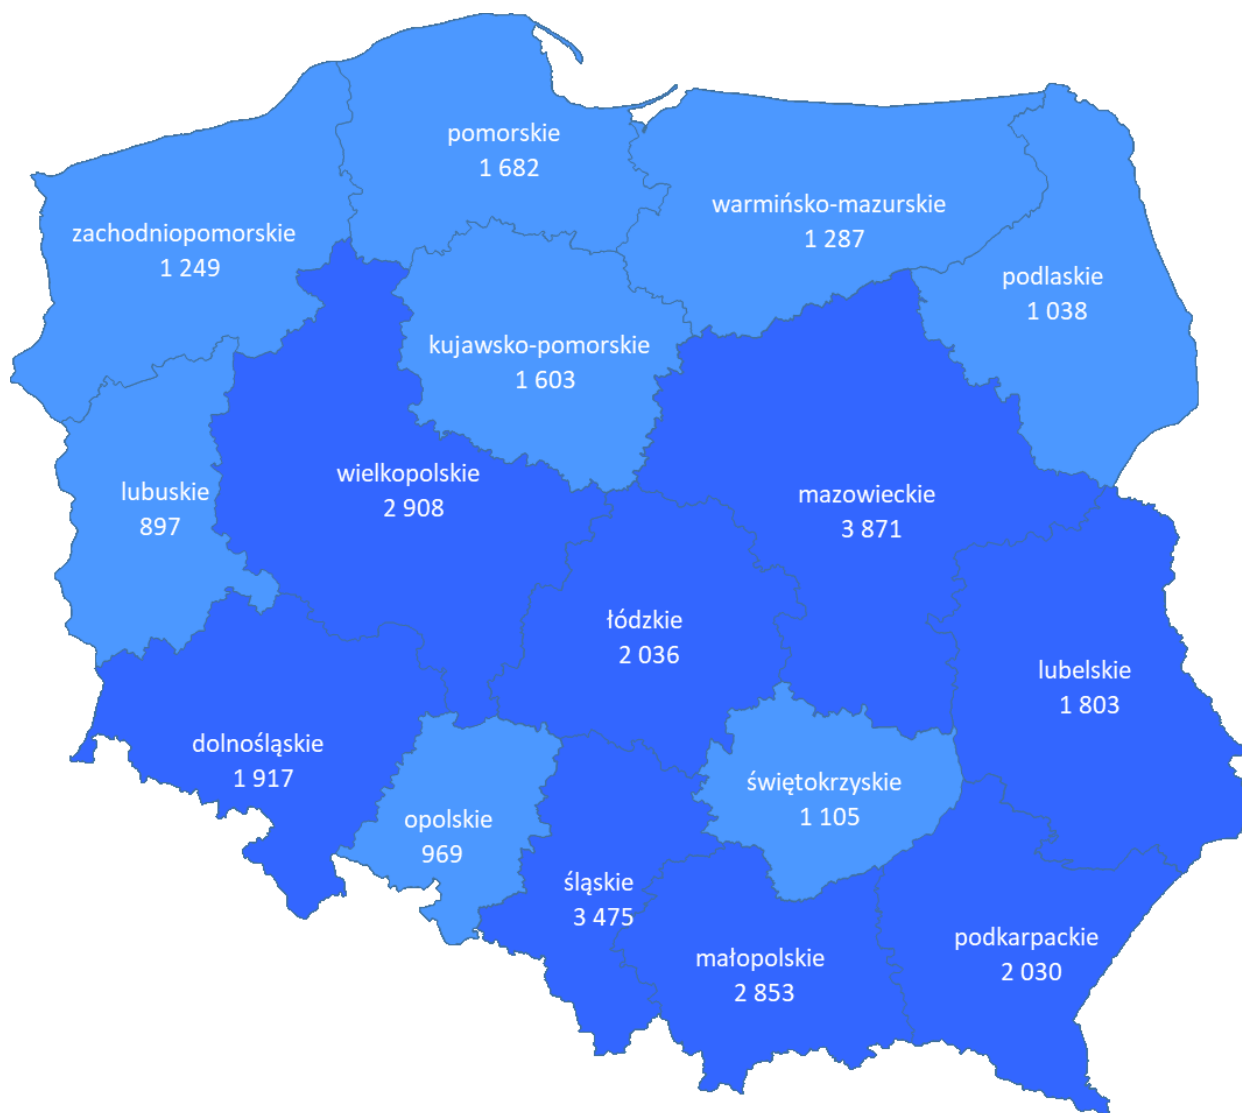 pomorskie
1 682
warmińsko-mazurskie
1 287
zachodniopomorskie
1 249
podlaskie
1 038
kujawsko-pomorskie
1 603
wielkopolskie
2 908
lubuskie
897
mazowieckie
3 871
łódzkie
2 036
lubelskie
1 803
dolnośląskie
1 917
świętokrzyskie
1 105
opolskie
969
śląskie
3 475
małopolskie
2 853
podkarpackie
2 030